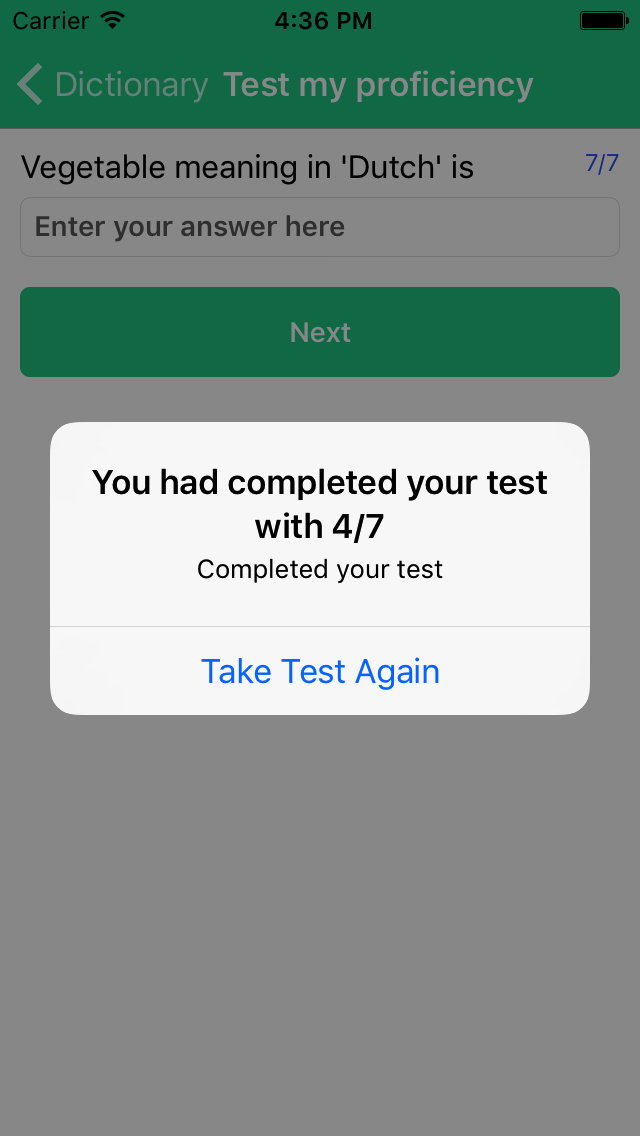 Carrier 4:36 PM
Dictionary Test my proficiency
Vegetable meaning in 'Dutch' is 7/7
Enter your answer here
Next
You had completed your test
with 4/7
Completed your test
Take Test Again